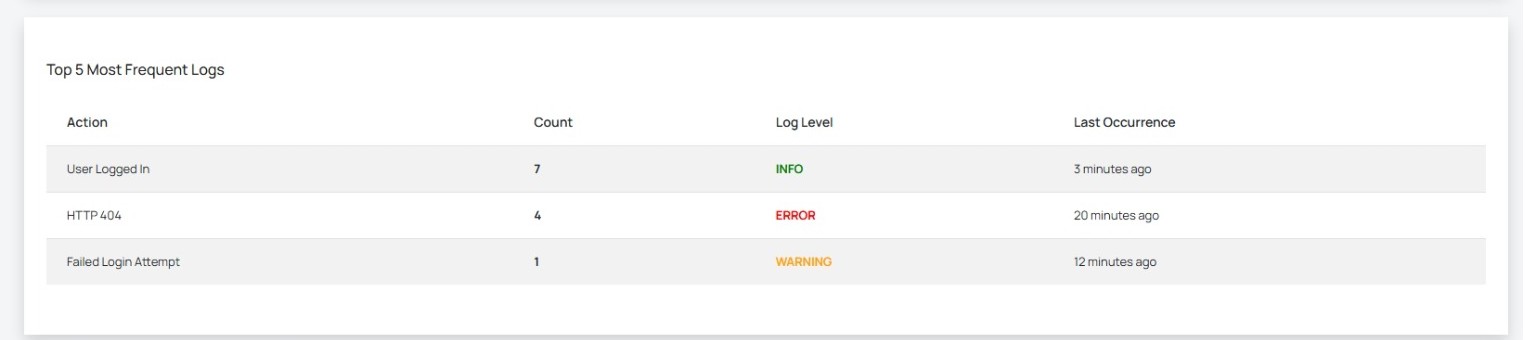 Top 5 Most Frequent Logs
Action Count Log Level Last Occurrence
User Logged In 7 INFO 3 minutes ago
HTTP 404 4 ERROR 20 minutes ago
Failed Login Attempt 1 WARNING 12 minutes ago